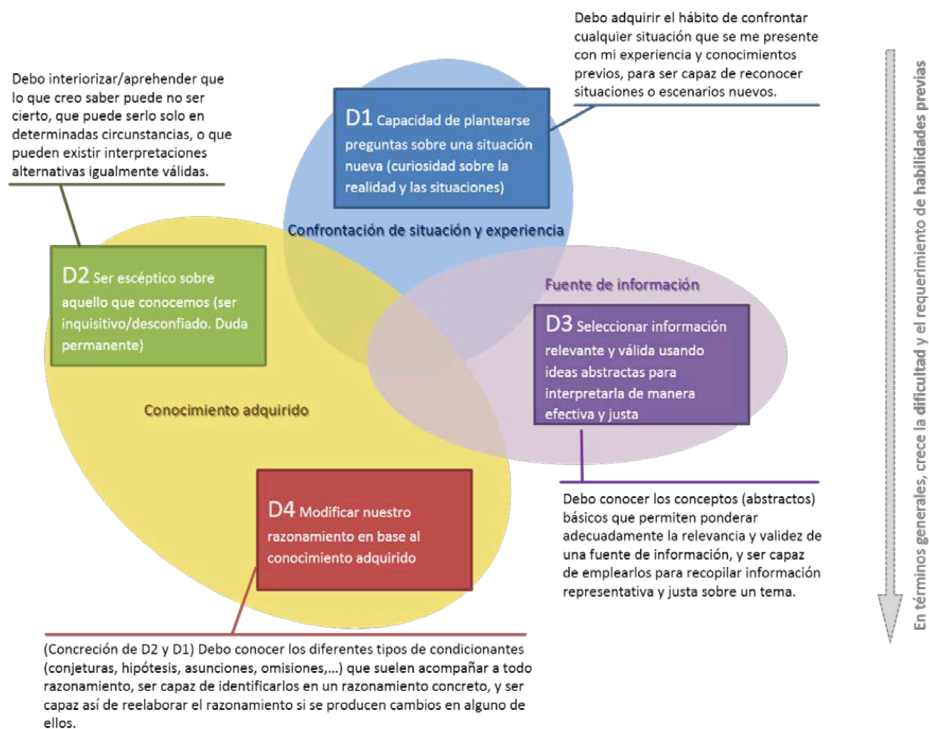 Debo adquirir el hábito de confrontar
cualquier situación que se me presente
con mi experiencia y conocimientos
previos, para ser capaz de reconocer
situaciones o escenarios nuevos.
Debo interiorizar/aprehender que
lo que creo saber puede no ser
cierto, que puede serlo solo en
determinadas circunstancias, o que
pueden existir interpretaciones
alternativas igualmente válidas.
D1 Capacidad de plantearse
preguntas sobre una situación
nueva (curiosidad sobre la
realidad y las situaciones)
Confrontación de situación y experiencia
D2 Ser escéptico sobre
aquello que conocemos (ser
inquisitivo/desconfiado. Duda
permanente)
Fuente de información
D3 Seleccionar información
relevante y válida usando
ideas abstractas para
interpretarla de manera
efectiva y justa
Conocimiento adquirido
D4 Modificar nuestro
razonamiento en base al
conocimiento adquirido
Debo conocer los conceptos (abstractos)
básicos que permiten ponderar
adecuadamente la relevancia y validez de
una fuente de información, y ser capaz
de emplearlos para recopilar información
representativa y justa sobre un tema.
(Concreción de D2 y D1) Debo conocer los diferentes tipos de condicionantes
(conjeturas, hipótesis, asunciones, omisiones,...) que suelen acompañar a todo
razonamiento, ser capaz de identificarlos en un razonamiento concreto, y ser
capaz así de reelaborar el razonamiento si se producen cambios en alguno de
ellos.
En términos generales, crece la dificultad y el requerimiento de habilidades previas